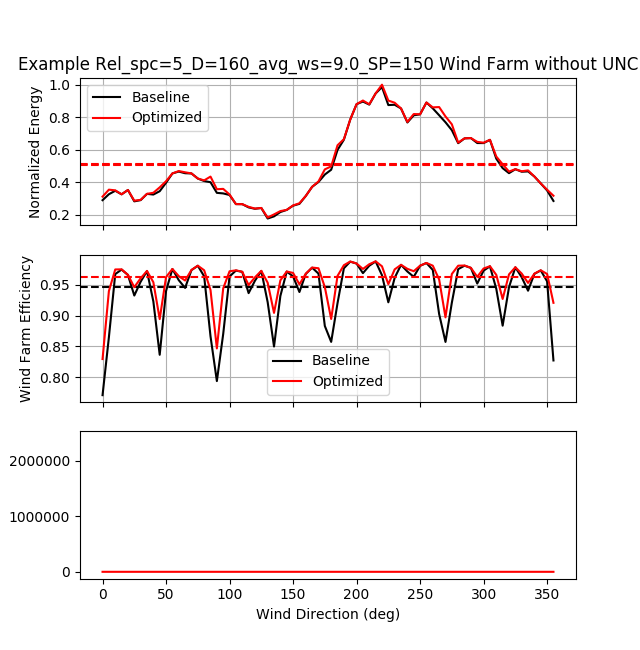 Example Rel_spc=5_D=160_avg_ws=9.0_SP=150 Wind Farm without UNC
Normalized Energy
1.0
0.8
0.6
0.4
0.2
Baseline
Optimized
Wind Farm Efficiency
0.95
0.90
0.85
0.80
Baseline
Optimized
2000000
1000000
0
0 50 100 150 200 250 300 350
Wind Direction (deg)